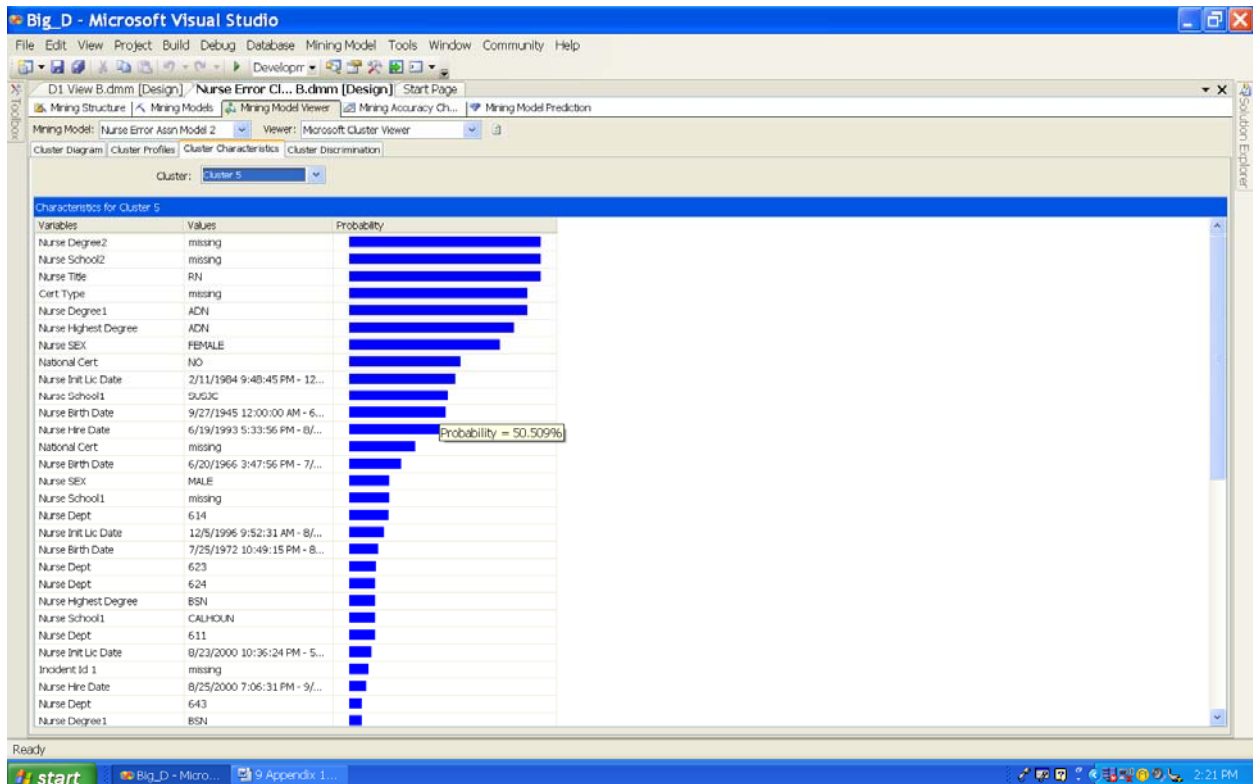 Big_D - Microsoft Visual Studio
File Edit View Project Build Debug Database Mining Model Tools Window Community Help
Developm
Toolbox
D1 View B.dmm [Design] Nurse Error Cl... B.dmm [Design] Start Page
Solution Explorer
Mining Structure Mining Models Mining Model Viewer Mining Accuracy Ch... Mining Model Prediction
Mining Model: Nurse Error Assn Model 2 Viewer: Microsoft Cluster Viewer
Cluster Diagram Cluster Profiles Cluster Characteristics Cluster Discrimination
Cluster: Cluster 5
Characteristics for Cluster 5
Variables Values Probability
Nurse Degree2 missing
Nurse School2 missing
Nurse Title RN
Cert Type missing
Nurse Degree1 ADN
Nurse Highest Degree ADN
Nurse SEX FEMALE
National Cert NO
Nurse Init Lic Date 2/11/1984 9:48:45 PM - 12...
Nurse School1 SUSJC
Nurse Birth Date 9/27/1945 12:00:00 AM - 6...
Nurse Hire Date 6/19/1993 5:33:56 PM - 8/...
Probability = 50.509%
National Cert missing
Nurse Birth Date 6/20/1966 3:47:56 PM - 7/...
Nurse SEX MALE
Nurse School1 missing
Nurse Dept 614
Nurse Init Lic Date 12/5/1996 9:52:31 AM - 8/...
Nurse Birth Date 7/25/1972 10:49:15 PM - 8...
Nurse Dept 623
Nurse Dept 624
Nurse Highest Degree BSN
Nurse School1 CALHOUN
Nurse Dept 611
Nurse Init Lic Date 8/23/2000 10:36:24 PM - 5...
Incident Id 1 missing
Nurse Hire Date 8/25/2000 7:06:31 PM - 9/...
Nurse Dept 643
Nurse Degree1 BSN
Ready
start Big_D - Micro... 9 Appendix 1... 2:21 PM